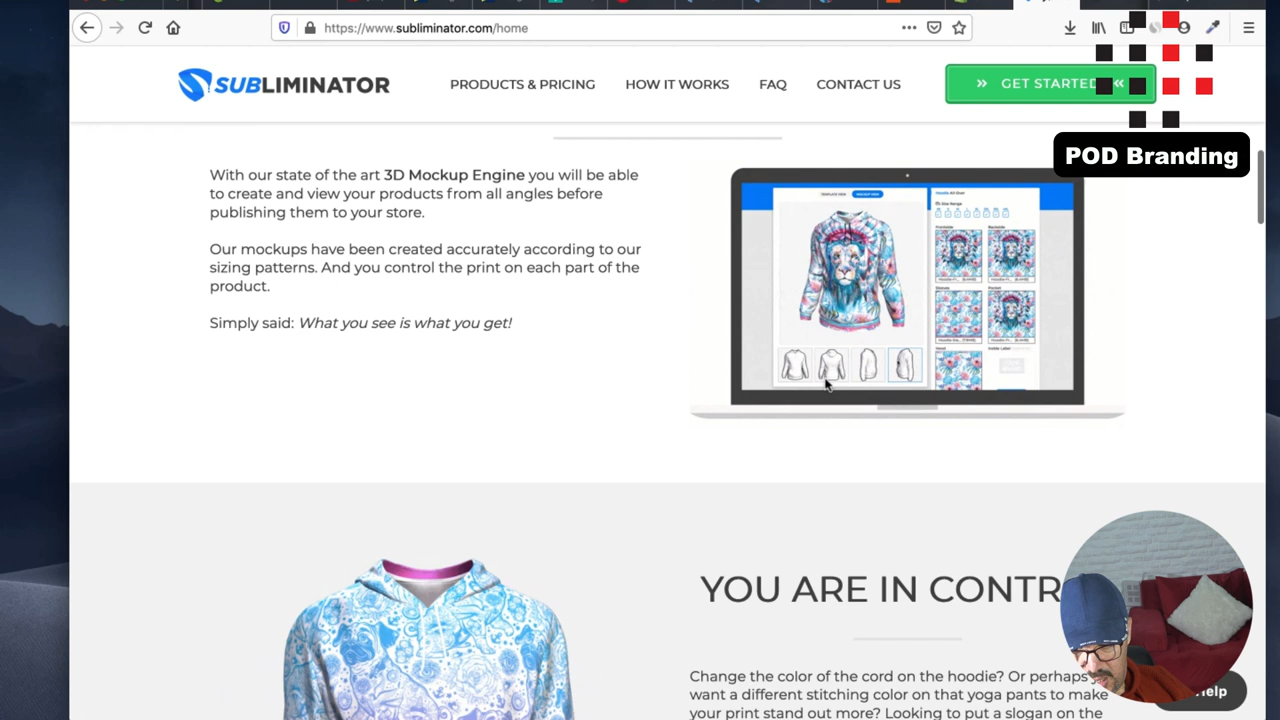 https://www.subliminator.com/home
SUBLIMINATOR
PRODUCTS & PRICING
HOW IT WORKS
FAQ
CONTACT US
GET STARTED
POD Branding
With our state of the art 3D Mockup Engine you will be able
to create and view your products from all angles before
publishing them to your store.
Our mockups have been created accurately according to our
sizing patterns. And you control the print on each part of the
product.
Simply said: What you see is what you get!
YOU ARE IN CONTR
Change the color of the cord on the hoodie? Or perhaps
want a different stitching color on that yoga pants to make
your print stand out more? Looking to put a slogan on the
Help